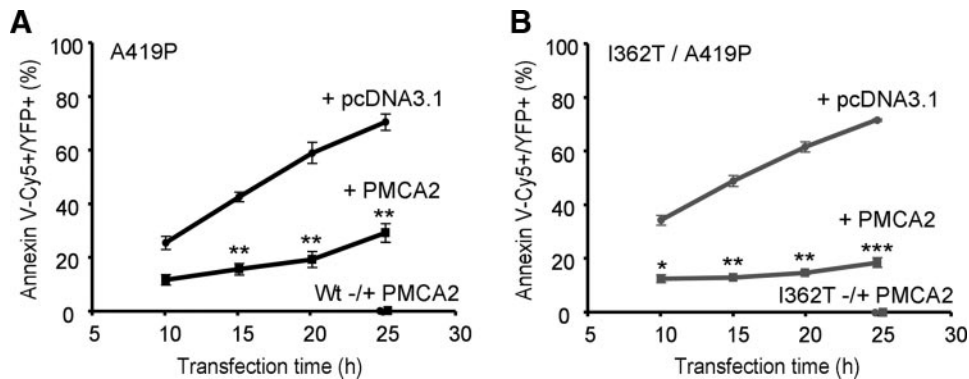 A
A419P
Annexin V-Cy5+/YFP+ (%)
100
80
60
40
20
0
+ pcDNA3.1
+ PMCA2
** ** **
Wt -/+ PMCA2
5 10 15 20 25 30
Transfection time (h)
B
I362T / A419P
Annexin V-Cy5+/YFP+ (%)
100
80
60
40
20
0
+ pcDNA3.1
+ PMCA2
* ** ** ***
I362T -/+ PMCA2
5 10 15 20 25 30
Transfection time (h)